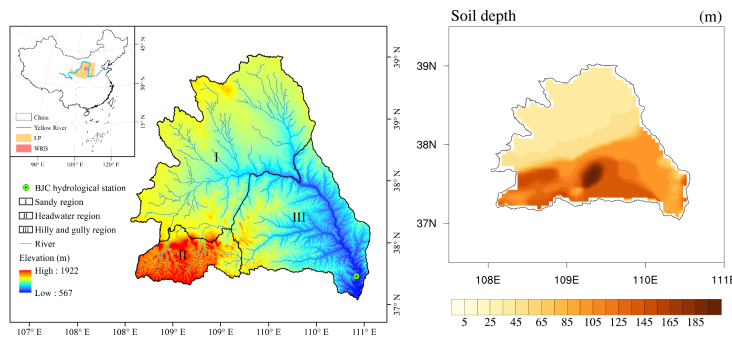 45° N
30° N
15° N
China
Yellow River
LP
WRB
90° E 105° E 120° E
BJC hydrological station
I Sandy region
II Headwater region
III Hilly and gully region
River
Elevation (m)
High : 1922
Low : 567
I
II
III
39° N
39° N
38° N
38° N
37° N
107° E 108° E 108° E 109° E 109° E 110° E 110° E 111° E
Soil depth (m)
39N
38N
37N
108E 109E 110E 111E
5 25 45 65 85 105 125 145 165 185